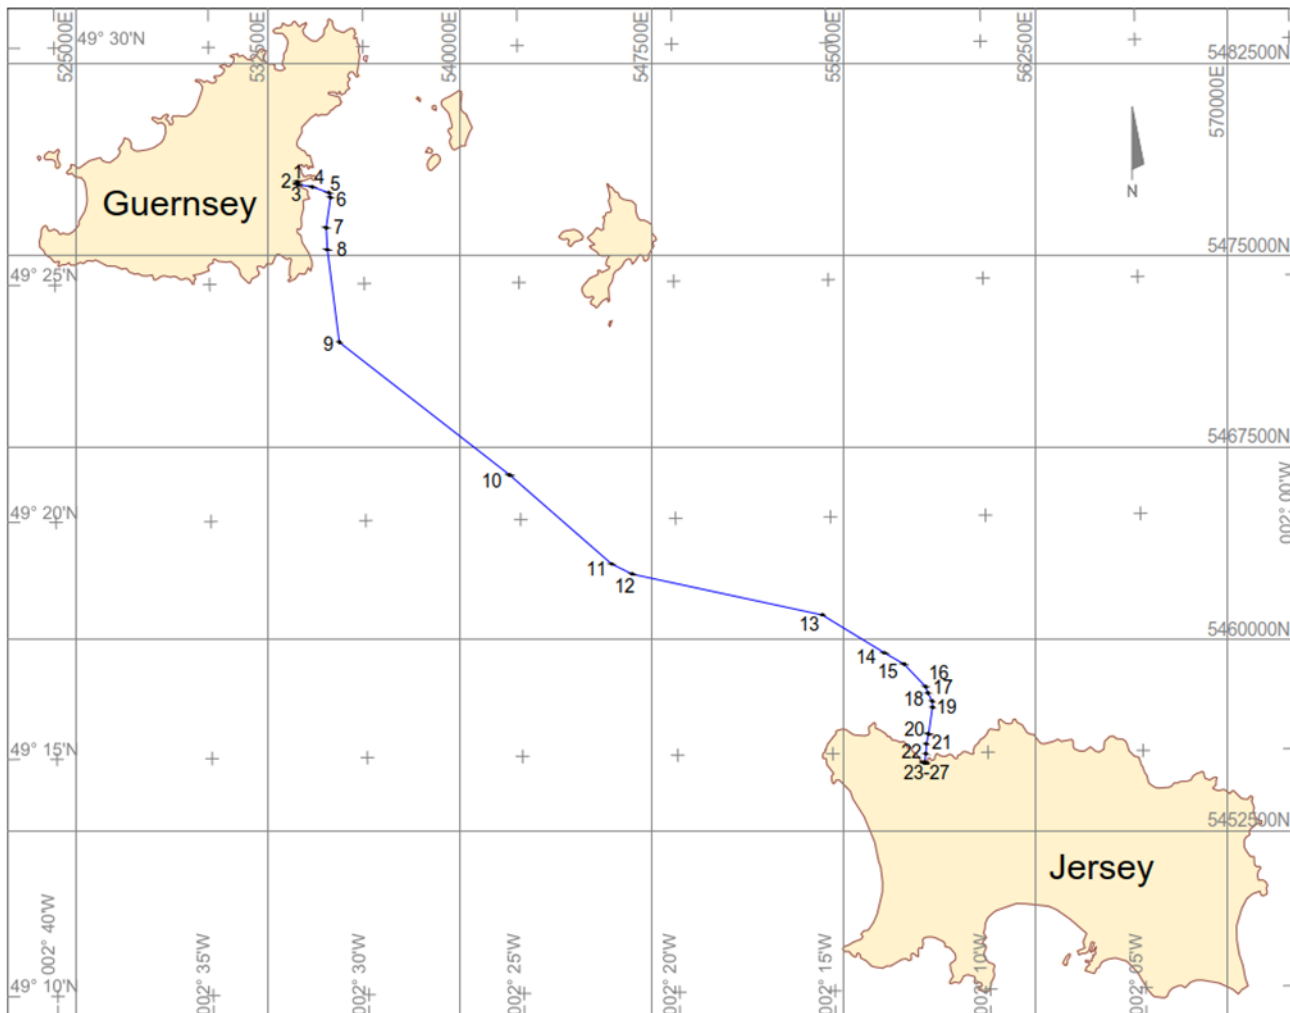 525000E
532500E
540000E
547500E
555000E
562500E
570000E
49° 30'N
5482500N
N
1
2
3
4
5
6
7
8
Guernsey
5475000N
49° 25'N
9
5467500N
10
49° 20'N
002° 00'W
11
12
13
5460000N
14
15
16
17
18
19
20
21
22
23-27
49° 15'N
5452500N
Jersey
002° 40'W
002° 35'W
002° 30'W
002° 25'W
002° 20'W
002° 15'W
002° 10'W
002° 05'W
49° 10'N